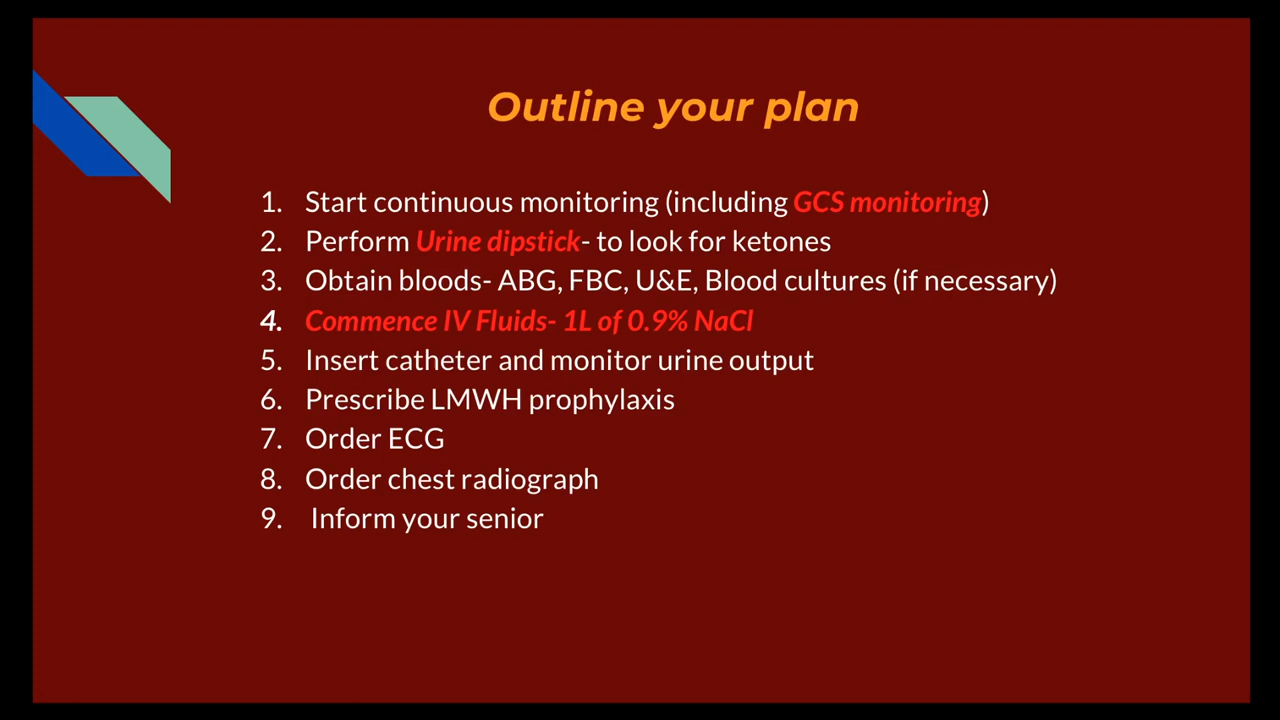 Outline your plan
1. Start continuous monitoring (including GCS monitoring)
2. Perform Urine dipstick- to look for ketones
3. Obtain bloods- ABG, FBC, U&E, Blood cultures (if necessary)
4. Commence IV Fluids- 1L of 0.9% NaCl
5. Insert catheter and monitor urine output
6. Prescribe LMWH prophylaxis
7. Order ECG
8. Order chest radiograph
9. Inform your senior